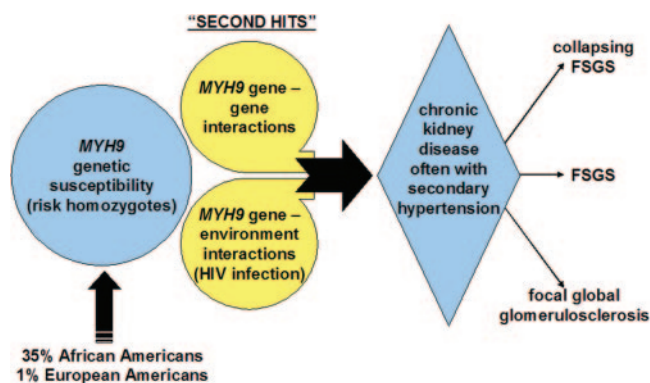 "SECOND HITS"
MYH9
genetic
susceptibility
(risk homozygotes)
35% African Americans
1% European Americans
MYH9 gene –
gene
interactions
MYH9 gene –
environment
interactions
(HIV infection)
chronic
kidney
disease
often with
secondary
hypertension
collapsing
FSGS
FSGS
focal global
glomerulosclerosis